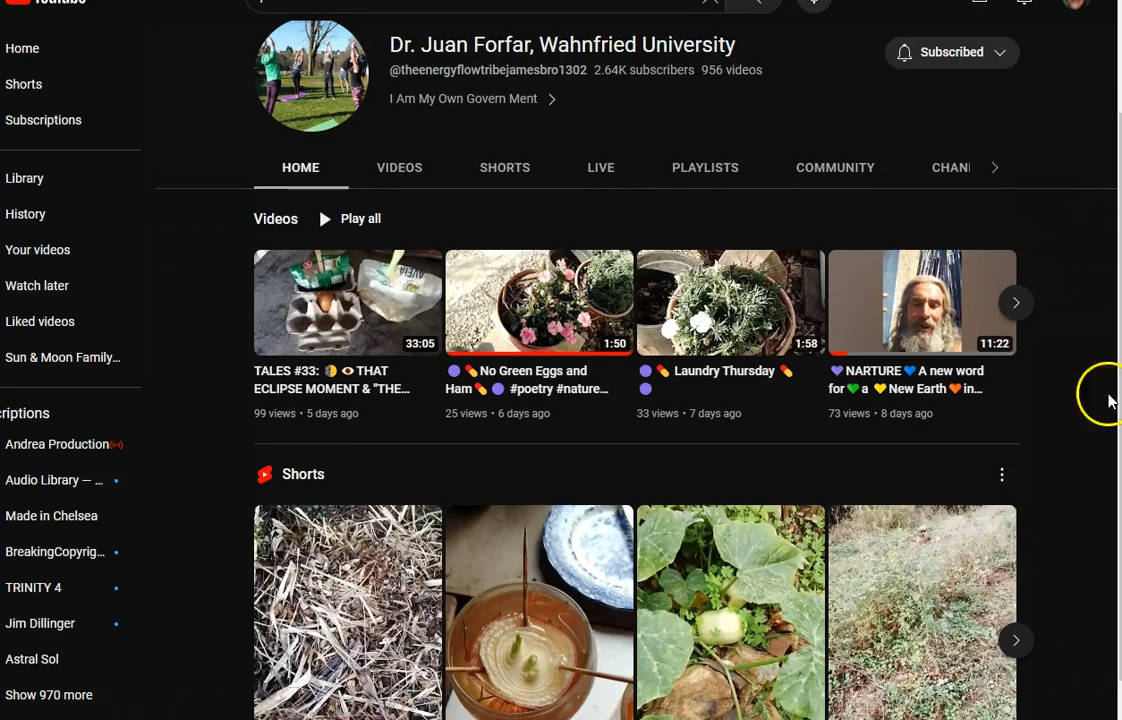 Home
Shorts
Subscriptions
Library
History
Your videos
Watch later
Liked videos
Sun & Moon Family...
criptions
Andrea Production
Audio Library — ...
Made in Chelsea
BreakingCopyrig...
TRINITY 4
Jim Dillinger
Astral Sol
Show 970 more
Dr. Juan Forfar, Wahnfried University
@theenergyflowtribejamesbro1302 2.64K subscribers 956 videos
I Am My Own Govern Ment
Subscribed
HOME VIDEOS SHORTS LIVE PLAYLISTS COMMUNITY CHAN
Videos Play all
33:05
TALES #33: 🌗 👁️ THAT
ECLIPSE MOMENT & "THE...
99 views • 5 days ago
1:50
🟣 💊No Green Eggs and
Ham💊 🟣 #poetry #nature...
25 views • 6 days ago
1:58
🟣 💊 Laundry Thursday 💊
🟣
33 views • 7 days ago
11:22
💜NARTURE💙A new word
for💚a 💛New Earth🧡in...
73 views • 8 days ago
Shorts